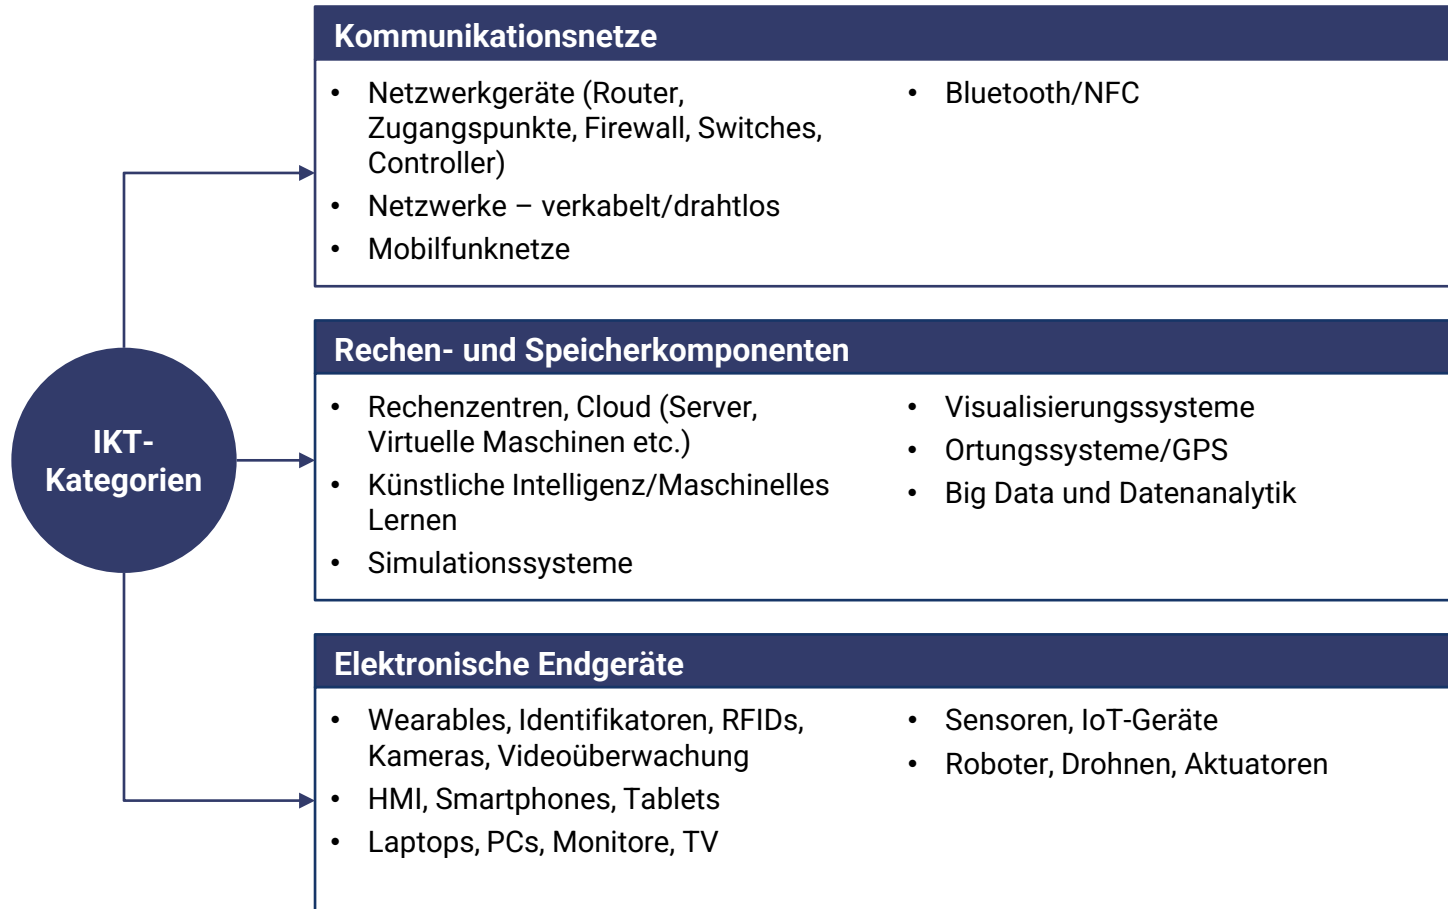 Kommunikationsnetze
• Netzwerkgeräte (Router,
Zugangspunkte, Firewall, Switches,
Controller)
• Netzwerke – verkabelt/drahtlos
• Mobilfunknetze
• Bluetooth/NFC
IKT-
Kategorien
Rechen- und Speicherkomponenten
• Rechenzentren, Cloud (Server,
Virtuelle Maschinen etc.)
• Künstliche Intelligenz/Maschinelles
Lernen
• Simulationssysteme
• Visualisierungssysteme
• Ortungssysteme/GPS
• Big Data und Datenanalytik
Elektronische Endgeräte
• Wearables, Identifikatoren, RFIDs,
Kameras, Videoüberwachung
• HMI, Smartphones, Tablets
• Laptops, PCs, Monitore, TV
• Sensoren, IoT-Geräte
• Roboter, Drohnen, Aktuatoren